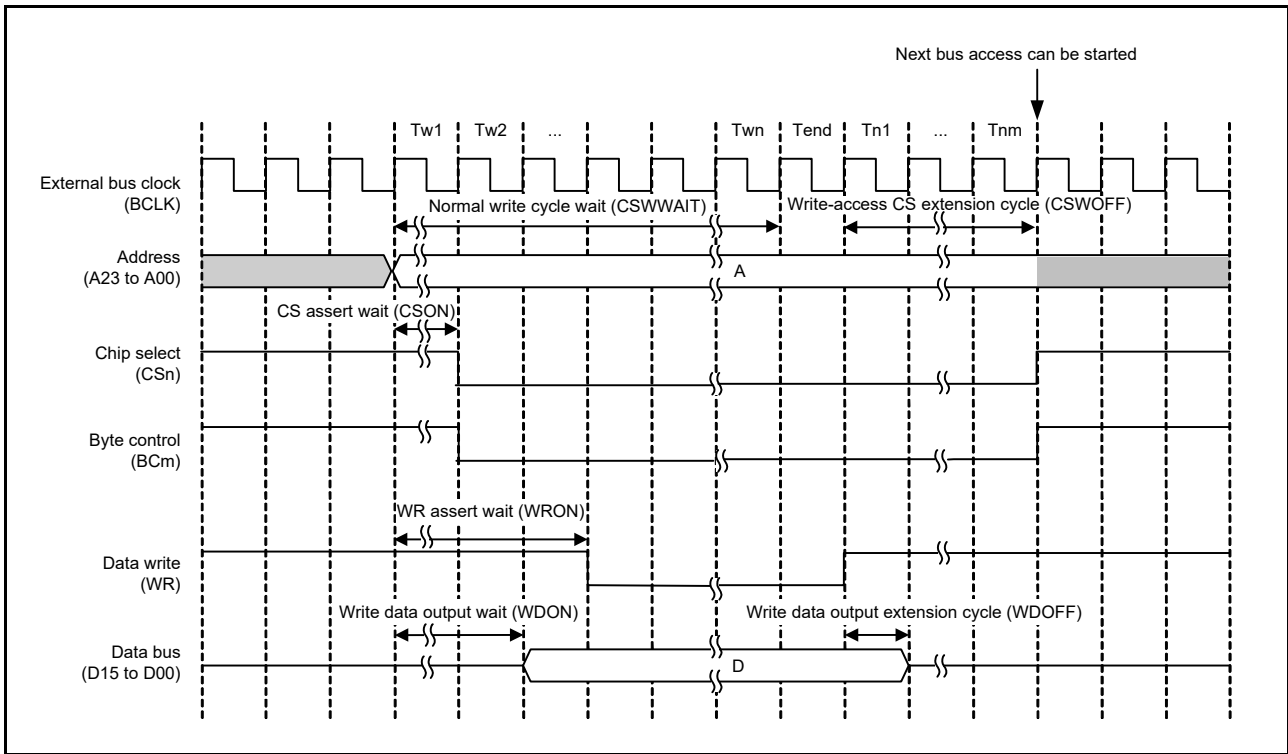 Next bus access can be started
Tw1 Tw2 ... Twn Tend Tn1 ... Tnm
External bus clock
(BCLK)
Normal write cycle wait (CSWWAIT) Write-access CS extension cycle (CSWOFF)
Address
(A23 to A00)
A
CS assert wait (CSON)
Chip select
(CSn)
Byte control
(BCm)
WR assert wait (WRON)
Data write
(WR)
Write data output wait (WDON) Write data output extension cycle (WDOFF)
Data bus
(D15 to D00)
D